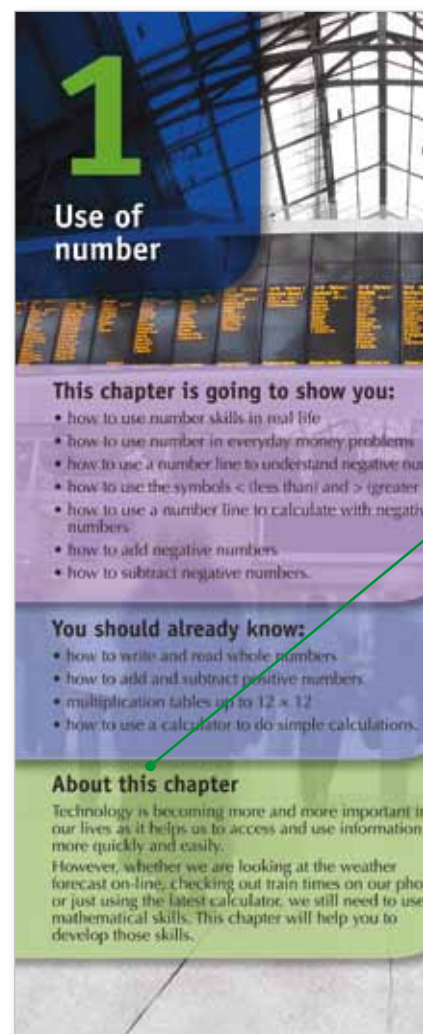 1
Use of
number
This chapter is going to show you:
• how to use number skills in real life
• how to use number in everyday money problems
• how to use a number line to understand negative nu
• how to use the symbols < (less than) and > (greater
• how to use a number line to calculate with negativ
numbers
• how to add negative numbers
• how to subtract negative numbers.
You should already know:
• how to write and read whole numbers
• how to add and subtract positive numbers
• multiplication tables up to 12 × 12
• how to use a calculator to do simple calculations.
About this chapter
Technology is becoming more and more important i
our lives as it helps us to access and use information
more quickly and easily.
However, whether we are looking at the weather
forecast on-line, checking out train times on our pho
or just using the latest calculator, we still need to use
mathematical skills. This chapter will help you to
develop those skills.